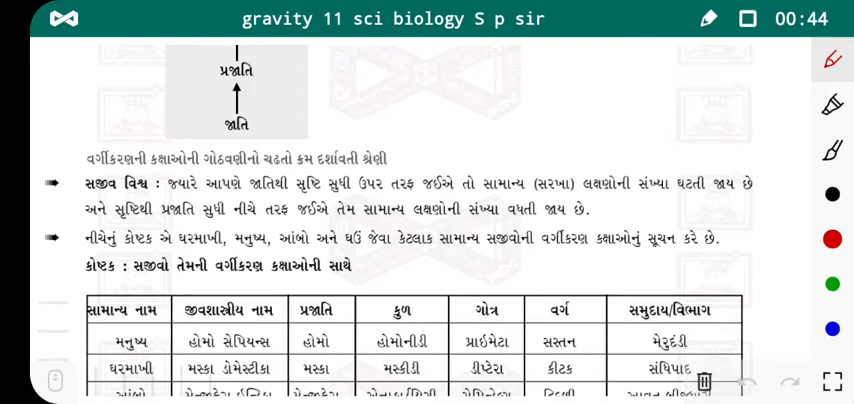 gravity 11 sci biology S p sir
00:44
પ્રજાતિ
જાતિ
વર્ગીકરણની કક્ષાઓની ગોઠવણીનો ચઢતો ક્રમ દર્શાવતી શ્રેણી
સજીવ વિશ્વ : જ્યારે આપણે જાતિથી સૃષ્ટિ સુધી ઉપર તરફ જઈએ તો સામાન્ય (સરખા) લક્ષણોની સંખ્યા ઘટતી જાય છે
અને સૃષ્ટિથી પ્રજાતિ સુધી નીચે તરફ જઈએ તેમ સામાન્ય લક્ષણોની સંખ્યા વધતી જાય છે.
નીચેનું કોષ્ટક એ ઘરમાખી, મનુષ્ય, આંબો અને ઘઉં જેવા કેટલાક સામાન્ય સજીવોની વર્ગીકરણ કક્ષાઓનું સૂચન કરે છે.
કોષ્ટક : સજીવો તેમની વર્ગીકરણ કક્ષાઓની સાથે
સામાન્ય નામ જીવશાસ્ત્રીય નામ પ્રજાતિ કુળ ગોત્ર વર્ગ સમુદાય/વિભાગ
મનુષ્ય હોમો સેપિયન્સ હોમો હોમોનીડી પ્રાઇમેટા સસ્તન મેરુદંડી
ઘરમાખી મસ્કા ડોમેસ્ટીકા મસ્કા મસ્કીડી ડીપ્ટેરા કીટક સંધિપાદ